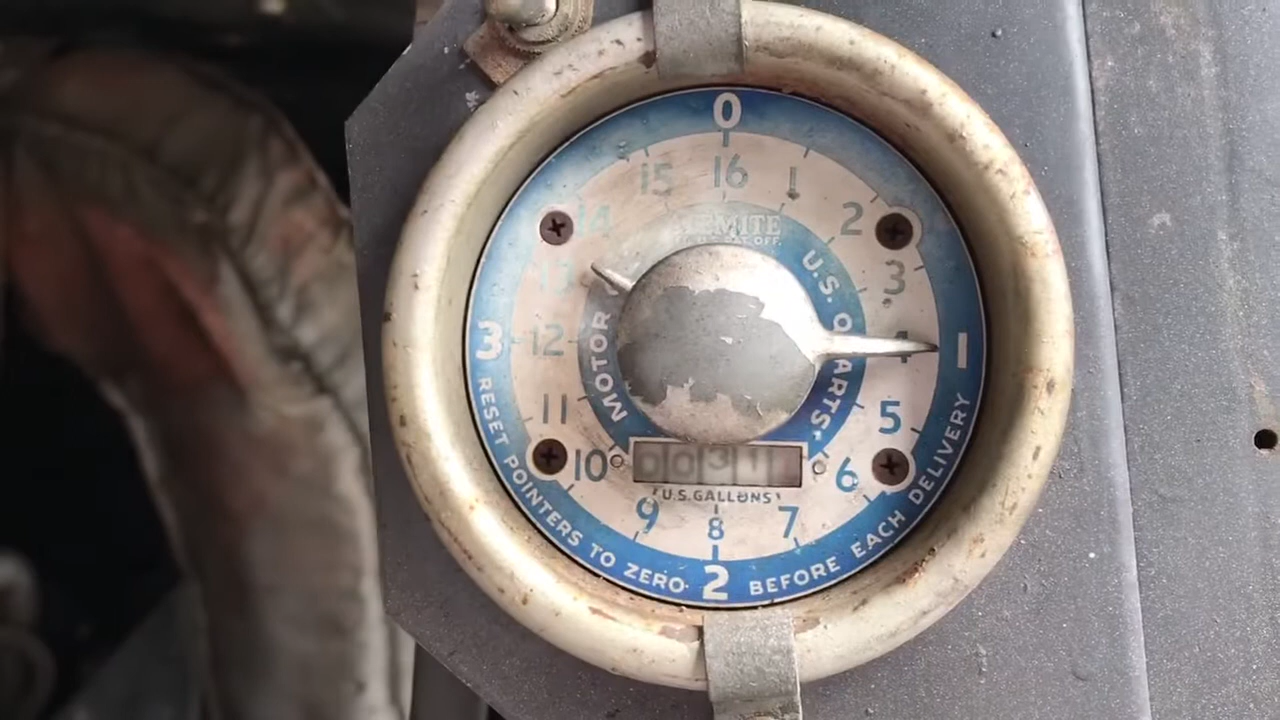 0
15 16 1
14 2
13 3
3 12 4 1
11 5
10 6
9 8 7
2
MOTOR
U.S. QUARTS
0031
U.S. GALLONS
RESET POINTERS TO ZERO BEFORE EACH DELIVERY